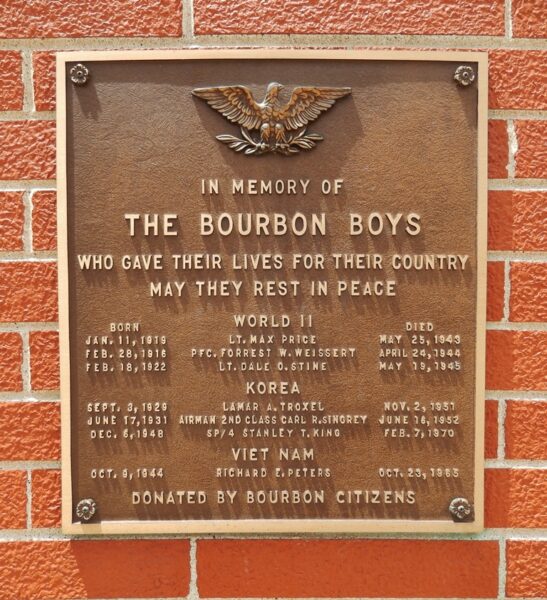 IN MEMORY OF
THE BOURBON BOYS
WHO GAVE THEIR LIVES FOR THEIR COUNTRY
MAY THEY REST IN PEACE
WORLD II
BORN DIED
JAN. 11, 1919 LT. MAX PRICE MAY 25, 1943
FEB. 28, 1916 PFC. FORREST W. WEISSERT APRIL 24, 1944
FEB. 18, 1922 LT. DALE O. STINE MAY 19, 1945
KOREA
SEPT. 3, 1929 LAMAR A. TROXEL NOV. 2, 1951
JUNE 17, 1931 AIRMAN 2ND CLASS CARL R. JUNE 16, 1952
DEC. 6, 1948 SP/4 STANLEY T. KING FEB. 7, 1970
VIET NAM
OCT. 9, 1944 RICHARD E. PETERS OCT. 23, 1965
DONATED BY BOURBON CITIZENS